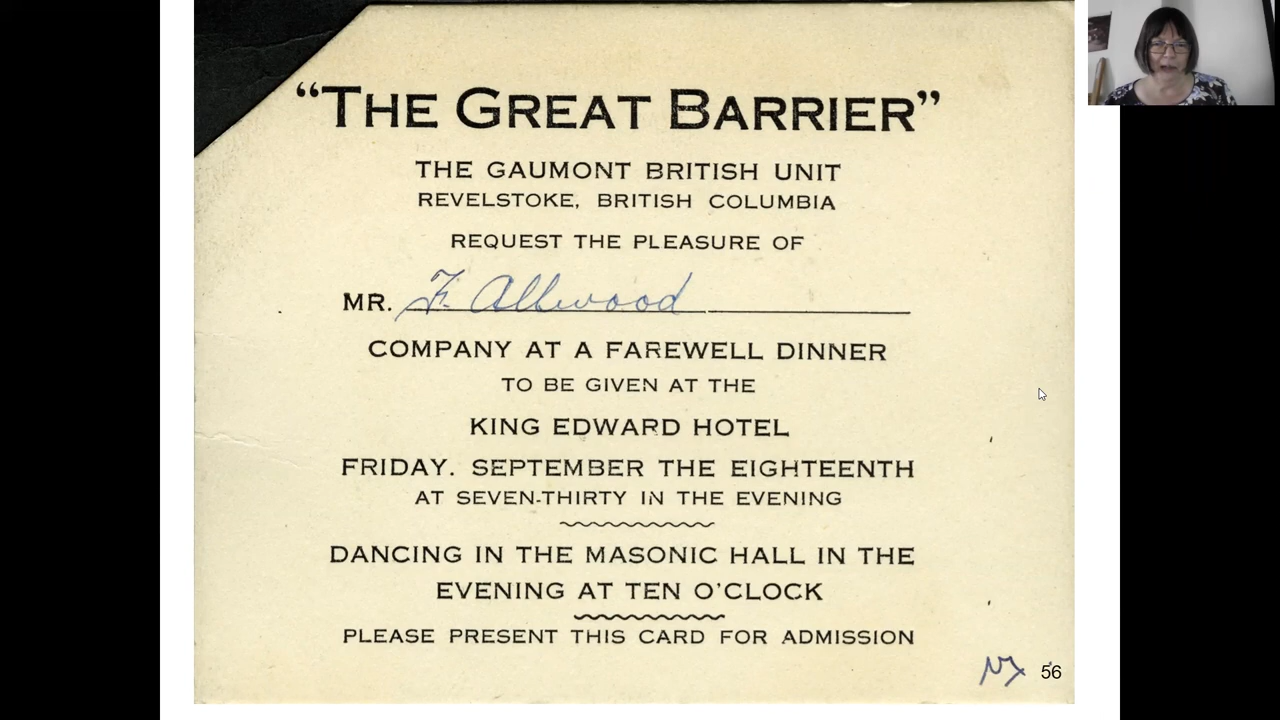 “THE GREAT BARRIER”
THE GAUMONT BRITISH UNIT
REVELSTOKE, BRITISH COLUMBIA
REQUEST THE PLEASURE OF
MR. F. Allwood
COMPANY AT A FAREWELL DINNER
TO BE GIVEN AT THE
KING EDWARD HOTEL
FRIDAY. SEPTEMBER THE EIGHTEENTH
AT SEVEN-THIRTY IN THE EVENING
DANCING IN THE MASONIC HALL IN THE
EVENING AT TEN O'CLOCK
PLEASE PRESENT THIS CARD FOR ADMISSION
56